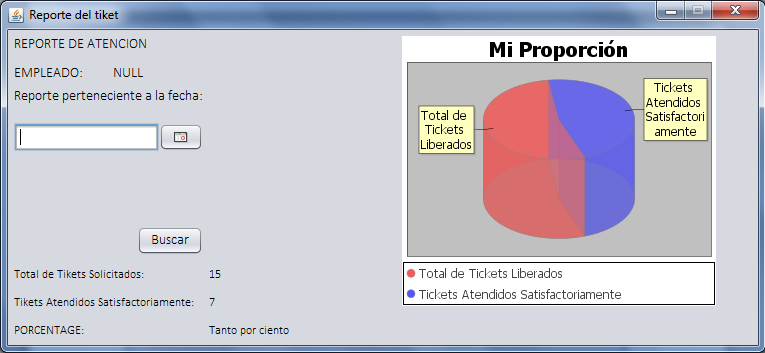 Reporte del tiket
REPORTE DE ATENCION
EMPLEADO: NULL
Reporte perteneciente a la fecha:
Buscar
Total de Tikets Solicitados: 15
Tikets Atendidos Satisfactoriamente: 7
PORCENTAGE: Tanto por ciento
Mi Proporción
Total de
Tickets
Liberados
Tickets
Atendidos
Satisfactori
amente
Total de Tickets Liberados
Tickets Atendidos Satisfactoriamente